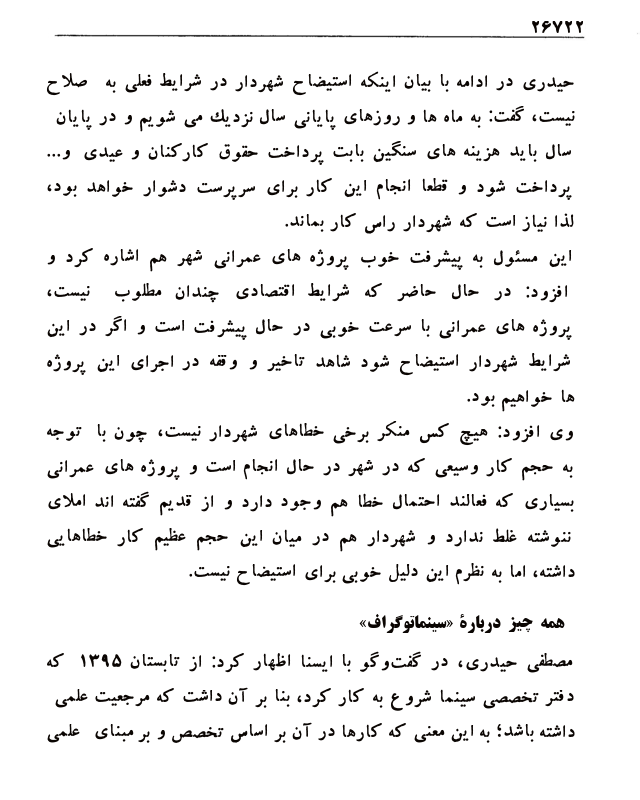 ۲۶۷۲۲
حیدری در ادامه با بیان اینکه استیضاح شهردار در شرایط فعلی به صلاح
نیست، گفت: به ماه ها و روزهای پایانی سال نزدیك می شویم و در پایان
سال باید هزینه های سنگین بابت پرداخت حقوق کارکنان و عیدی و...
پرداخت شود و قطعا انجام این کار برای سرپرست دشوار خواهد بود،
لذا نیاز است که شهردار راس کار بماند.
این مسئول به پیشرفت خوب پروژه های عمرانی شهر هم اشاره کرد و
افزود: در حال حاضر که شرایط اقتصادی چندان مطلوب نیست،
پروژه های عمرانی با سرعت خوبی در حال پیشرفت است و اگر در این
شرایط شهردار استیضاح شود شاهد تاخیر و وقفه در اجرای این پروژه
ها خواهیم بود.
وی افزود: هیچ کس منکر برخی خطاهای شهردار نیست، چون با توجه
به حجم کار وسیعی که در شهر در حال انجام است و پروژه های عمرانی
بسیاری که فعالند احتمال خطا هم وجود دارد و از قدیم گفته اند املای
ننوشته غلط ندارد و شهردار هم در میان این حجم عظیم کار خطاهایی
داشته، اما به نظرم این دلیل خوبی برای استیضاح نیست.
همه چیز دربارهٔ «سینماتوگراف»
مصطفی حیدری، در گفت‌وگو با ایسنا اظهار کرد: از تابستان ۱۳۹۵ که
دفتر تخصصی سینما شروع به کار کرد، بنا بر آن داشت که مرجعیت علمی
داشته باشد؛ به این معنی که کارها در آن بر اساس تخصص و بر مبنای علمی